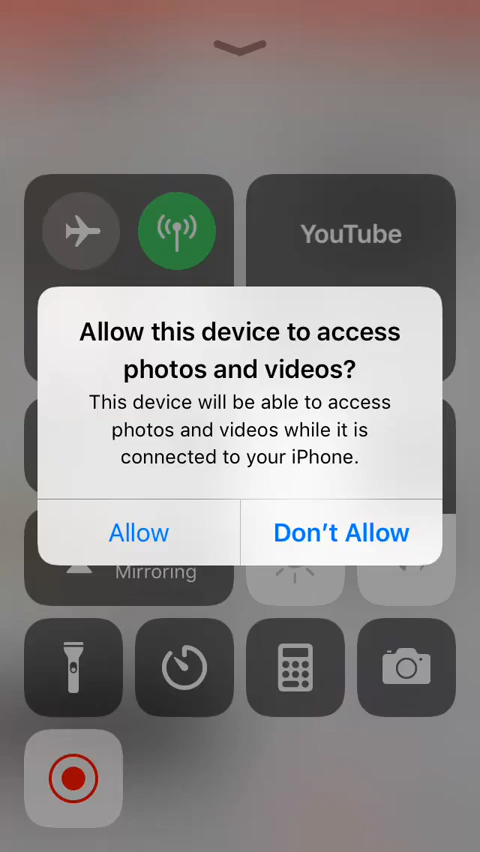 YouTube
Allow this device to access
photos and videos?
This device will be able to access
photos and videos while it is
connected to your iPhone.
Allow
Don’t Allow
Mirroring